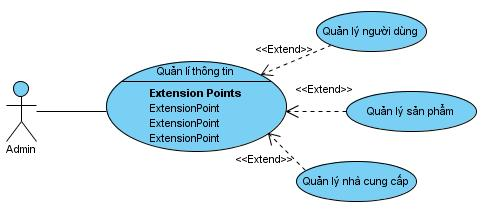 Quản lý người dùng
<<Extend>>
Quản lí thông tin
Extension Points
ExtensionPoint
ExtensionPoint
ExtensionPoint
<<Extend>>
Quản lý sản phẩm
Admin
<<Extend>>
Quản lý nhà cung cấp